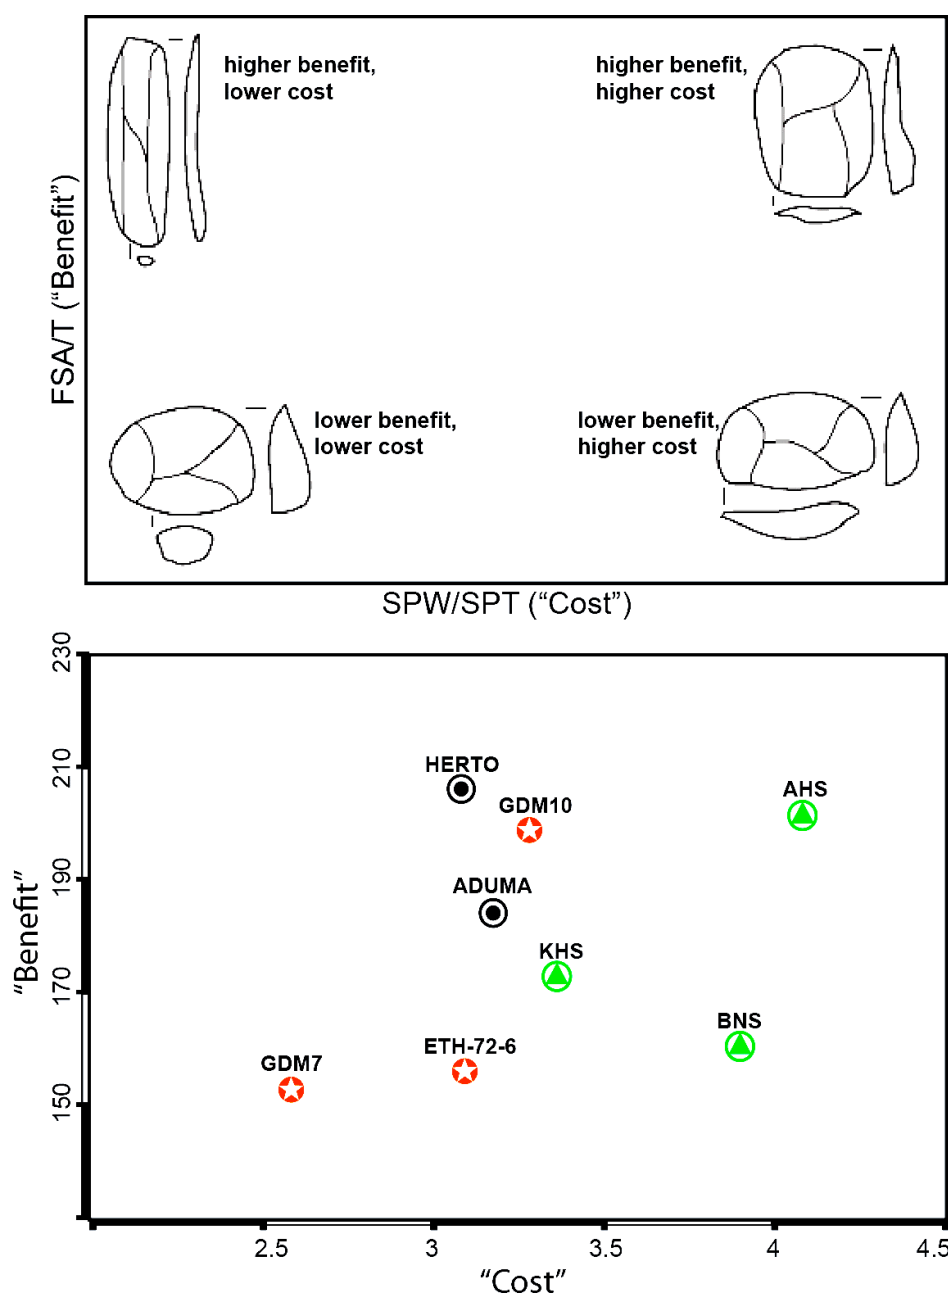 higher benefit,
lower cost
higher benefit,
higher cost
FSA/T (“Benefit”)
lower benefit,
lower cost
lower benefit,
higher cost
SPW/SPT (“Cost”)
230
210
190
170
150
“Benefit”
HERTO
GDM10
AHS
ADUMA
KHS
BNS
ETH-72-6
GDM7
2.5
3
3.5
4
4.5
“Cost”